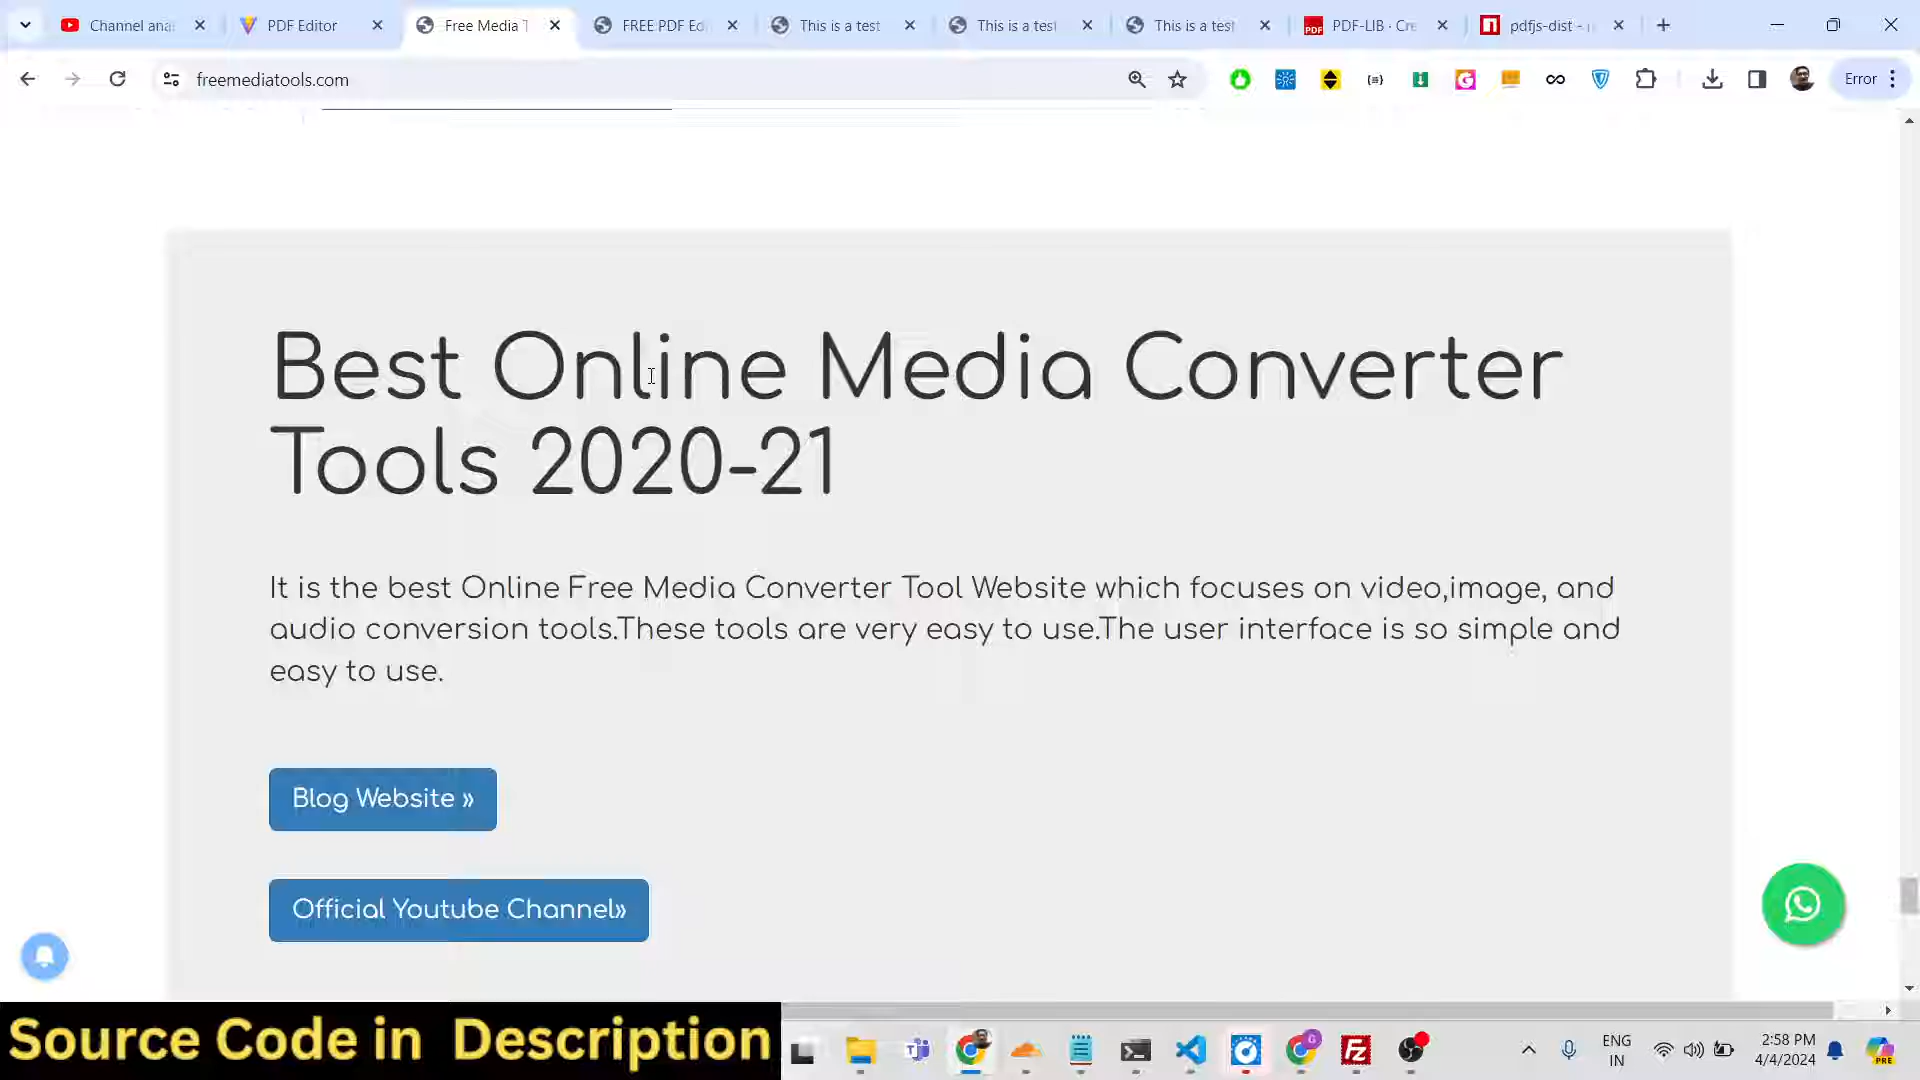 Channel ana
PDF Editor
Free Media T
FREE PDF Ed
This is a test
This is a test
This is a test
PDF-LIB · Cre
pdfjs-dist -
freemediatools.com
Error
Best Online Media Converter
Tools 2020-21
It is the best Online Free Media Converter Tool Website which focuses on video,image, and
audio conversion tools.These tools are very easy to use.The user interface is so simple and
easy to use.
Blog Website »
Official Youtube Channel»
Source Code in Description
ENG
IN
2:58 PM
4/4/2024
PRE